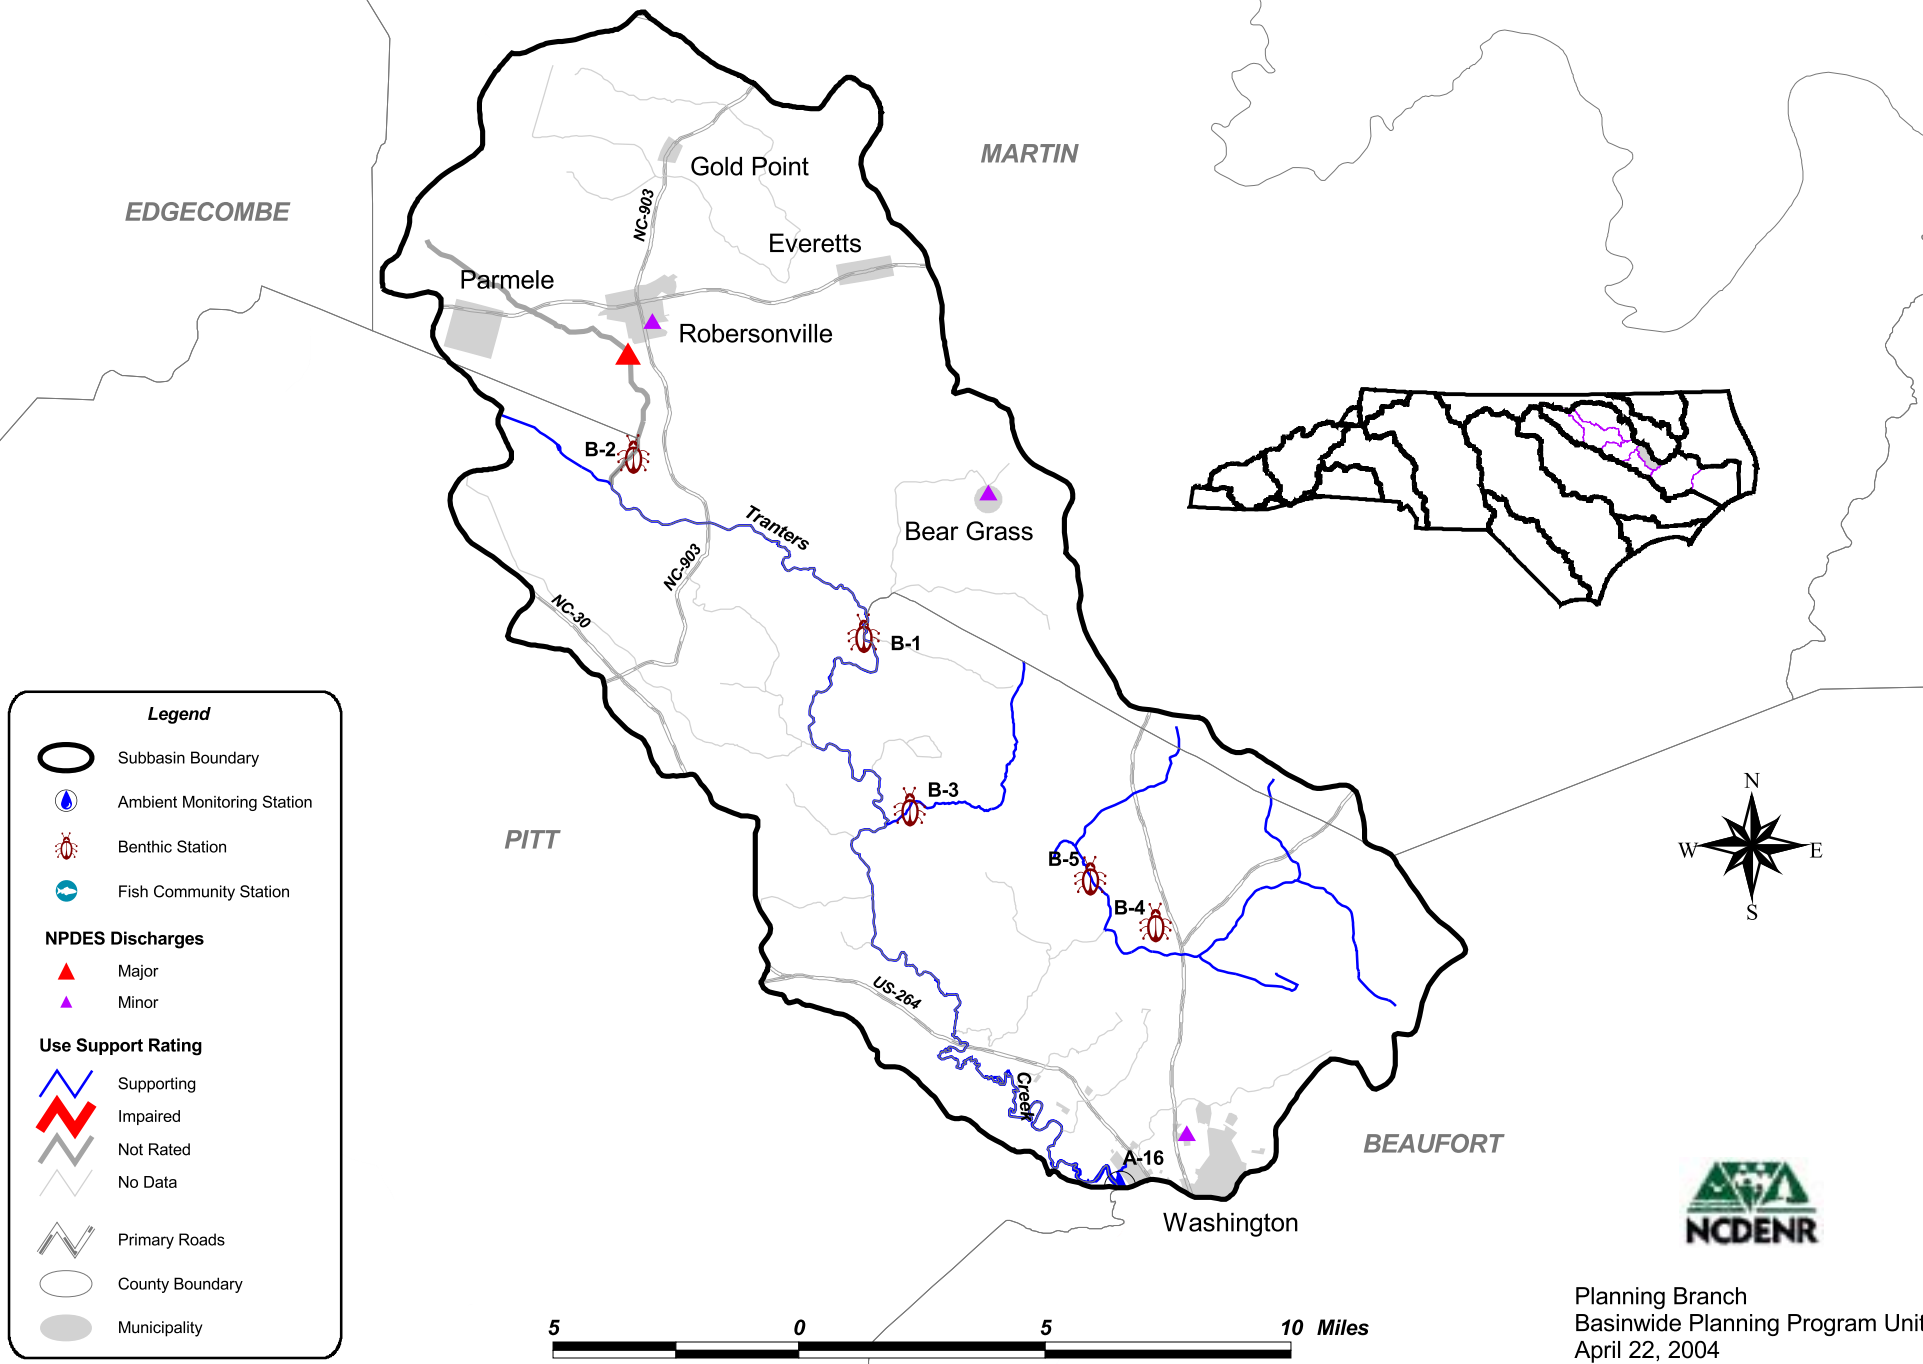 MARTIN
Gold Point
NC-903
EDGECOMBE
Everetts
Parmele
Robersonville
B-2
Tranters
Bear Grass
NC-903
NC-30
B-1
Legend
Subbasin Boundary
Ambient Monitoring Station
Benthic Station
Fish Community Station
NPDES Discharges
Major
Minor
Use Support Rating
Supporting
Impaired
Not Rated
No Data
Primary Roads
County Boundary
Municipality
B-3
PITT
B-5
B-4
N
W
E
S
US-264
Creek
A-16
BEAUFORT
Washington
NCDENR
5 0 5 10 Miles
Planning Branch
Basinwide Planning Program Unit
April 22, 2004